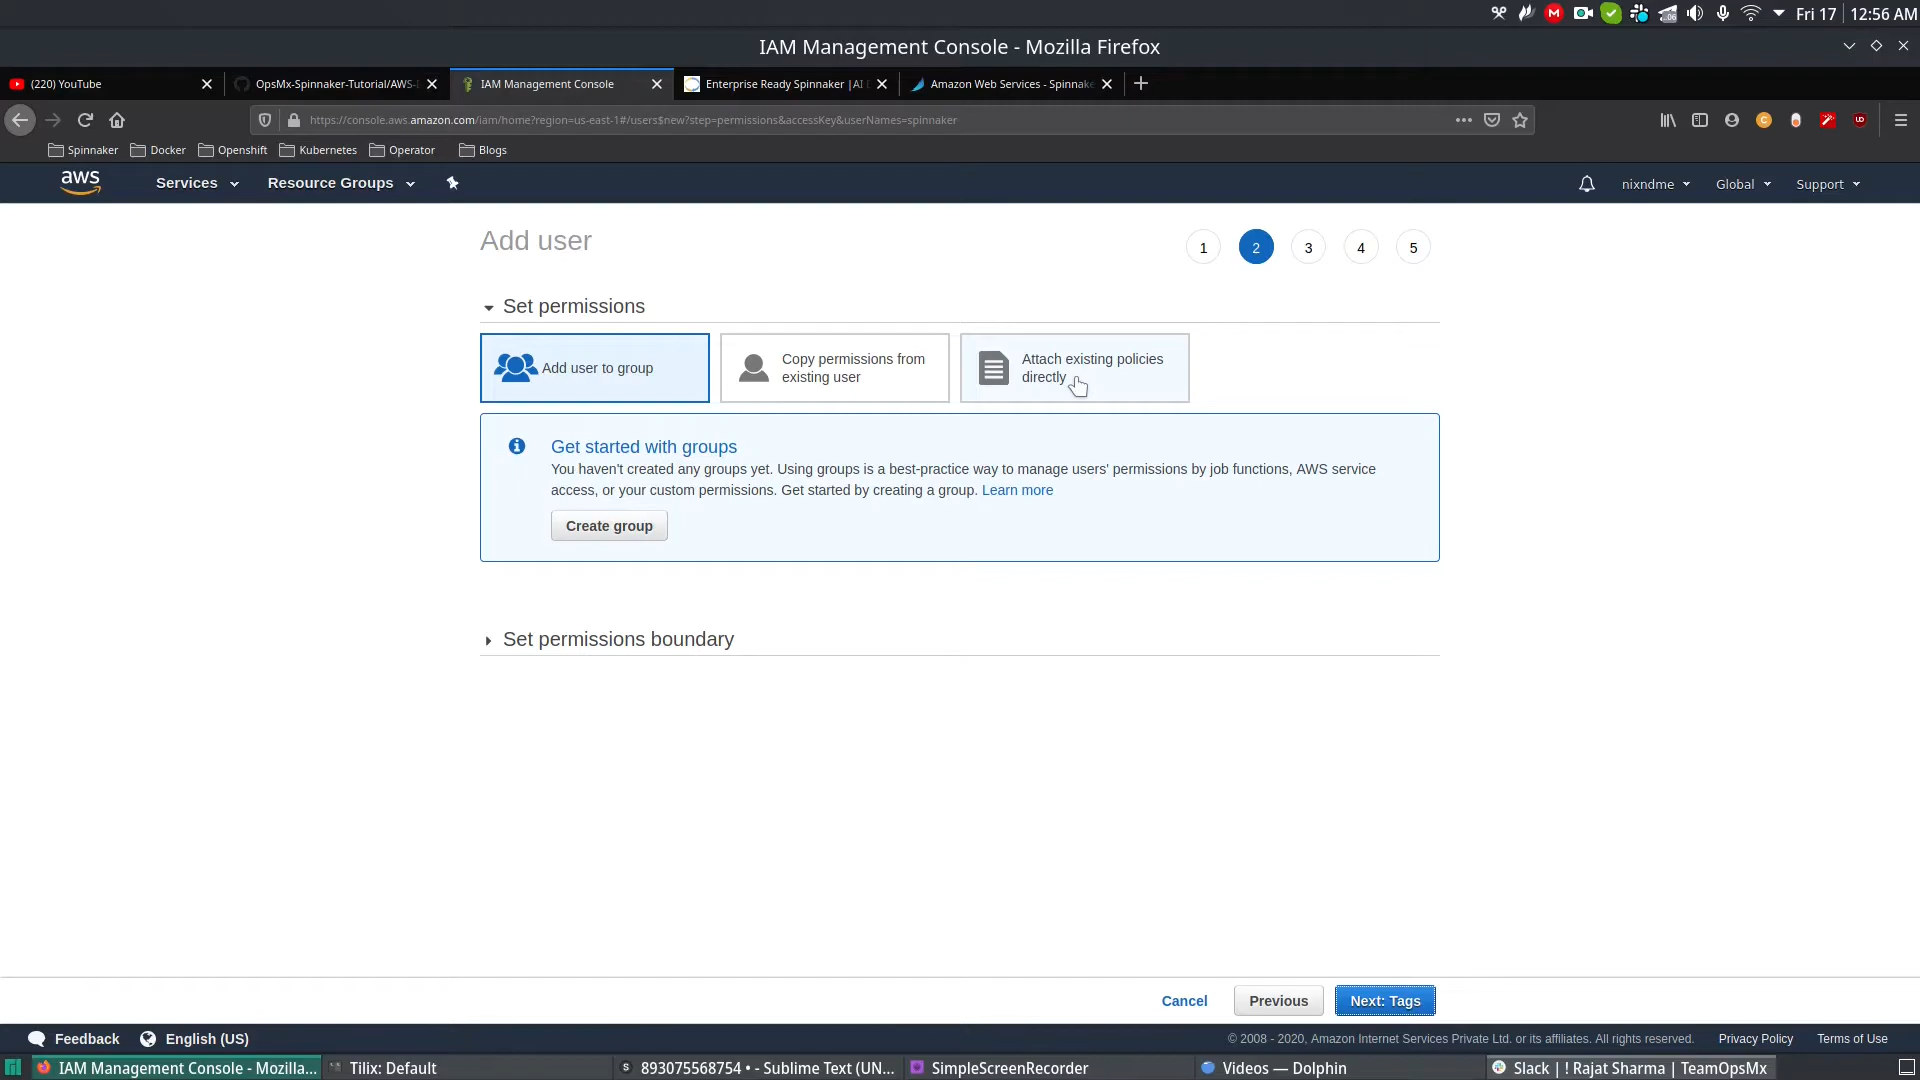 Fri 17 12:56 AM
IAM Management Console - Mozilla Firefox
(220) YouTube
OpsMx-Spinnaker-Tutorial/AWS-
IAM Management Console
Enterprise Ready Spinnaker |AI
Amazon Web Services - Spinnake
https://console.aws.amazon.com/iam/home?region=us-east-1#/users$new?step=permissions&accessKey&userNames=spinnaker
Spinnaker
Docker
Openshift
Kubernetes
Operator
Blogs
aws
Services
Resource Groups
nixndme
Global
Support
Add user
1
2
3
4
5
Set permissions
Add user to group
Copy permissions from
existing user
Attach existing policies
directly
Get started with groups
You haven't created any groups yet. Using groups is a best-practice way to manage users' permissions by job functions, AWS service
access, or your custom permissions. Get started by creating a group. Learn more
Create group
Set permissions boundary
Cancel
Previous
Next: Tags
Feedback
English (US)
© 2008 - 2020, Amazon Internet Services Private Ltd. or its affiliates. All rights reserved.
Privacy Policy
Terms of Use
IAM Management Console - Mozilla...
Tilix: Default
893075568754 • - Sublime Text (UN...
SimpleScreenRecorder
Videos — Dolphin
Slack | ! Rajat Sharma | TeamOpsMx